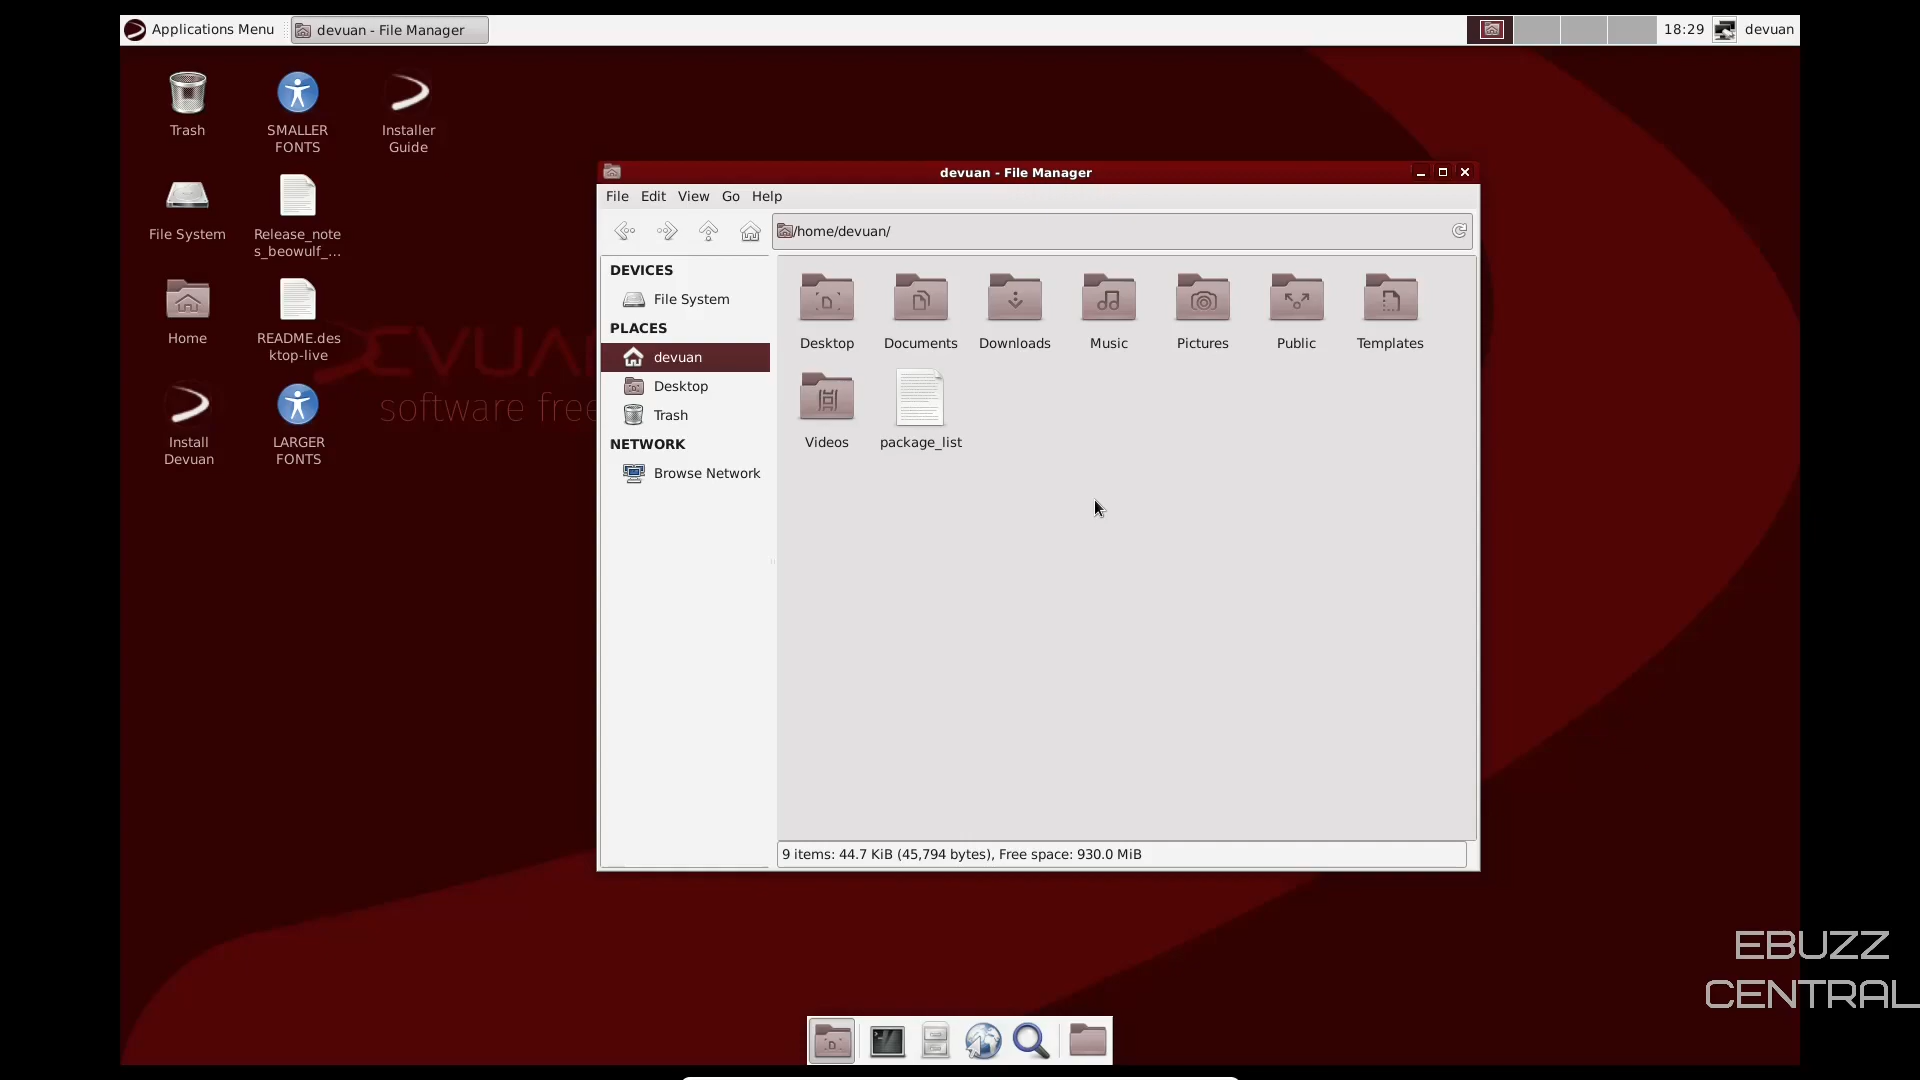 Applications Menu
devuan - File Manager
18:29
devuan
Trash
SMALLER
FONTS
Installer
Guide
File System
Release_note
s_beowulf_...
Home
README.des
ktop-live
Install
Devuan
LARGER
FONTS
software free
devuan - File Manager
File Edit View Go Help
/home/devuan/
DEVICES
File System
PLACES
devuan
Desktop
Trash
NETWORK
Browse Network
Desktop
Documents
Downloads
Music
Pictures
Public
Templates
Videos
package_list
9 items: 44.7 KiB (45,794 bytes), Free space: 930.0 MiB
EBUZZ
CENTRAL